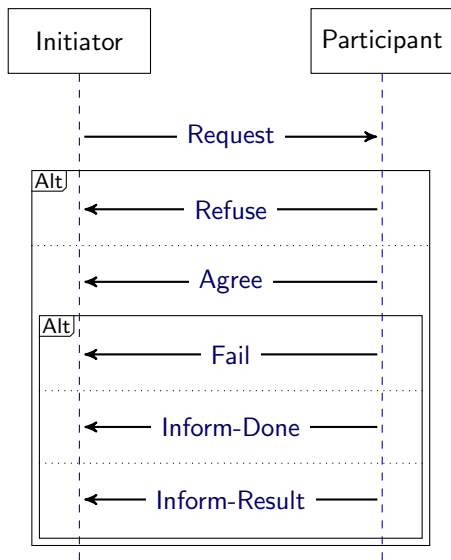 Initiator
Participant
Request
Alt
Refuse
Agree
Alt
Fail
Inform-Done
Inform-Result